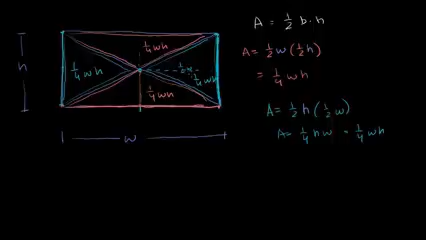 A = 1/2 b·h
1/4 wh
A = 1/2 w (1/2 h)
h
1/4 wh
1/4 wh
= 1/4 wh
1/4 wh
A = 1/2 h (1/2 w)
w
A = 1/4 hw = 1/4 wh